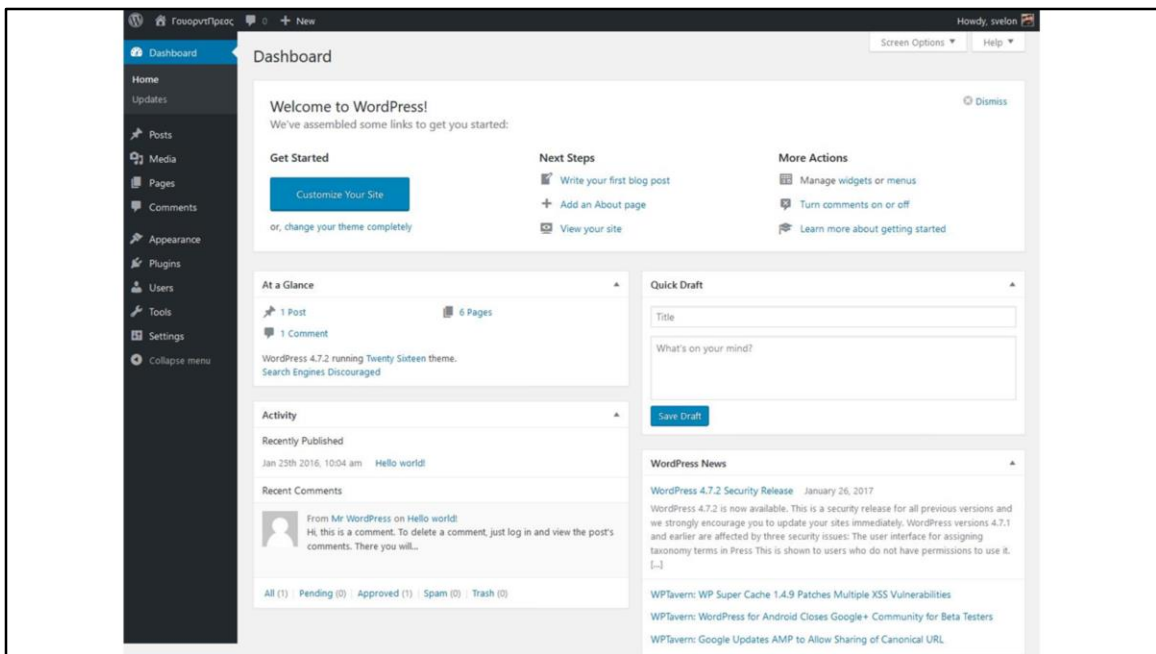 ΓουορντΠρεσς 0 + New Howdy, svelon
Screen Options Help
Dashboard
Home
Updates
Posts
Media
Pages
Comments
Appearance
Plugins
Users
Tools
Settings
Collapse menu
Dashboard
Welcome to WordPress!
We've assembled some links to get you started:
Dismiss
Get Started
Customize Your Site
or, change your theme completely
Next Steps
Write your first blog post
Add an About page
View your site
More Actions
Manage widgets or menus
Turn comments on or off
Learn more about getting started
At a Glance
1 Post 6 Pages
1 Comment
WordPress 4.7.2 running Twenty Sixteen theme.
Search Engines Discouraged
Activity
Recently Published
Jan 25th 2016, 10:04 am Hello world!
Recent Comments
From Mr WordPress on Hello world!
Hi, this is a comment. To delete a comment, just log in and view the post's
comments. There you will...
All (1) | Pending (0) | Approved (1) | Spam (0) | Trash (0)
Quick Draft
Title
What's on your mind?
Save Draft
WordPress News
WordPress 4.7.2 Security Release January 26, 2017
WordPress 4.7.2 is now available. This is a security release for all previous versions and
we strongly encourage you to update your sites immediately. WordPress versions 4.7.1
and earlier are affected by three security issues: The user interface for assigning
taxonomy terms in Press This is shown to users who do not have permissions to use it.
[...]
WPTavern: WP Super Cache 1.4.9 Patches Multiple XSS Vulnerabilities
WPTavern: WordPress for Android Closes Google+ Community for Beta Testers
WPTavern: Google Updates AMP to Allow Sharing of Canonical URL